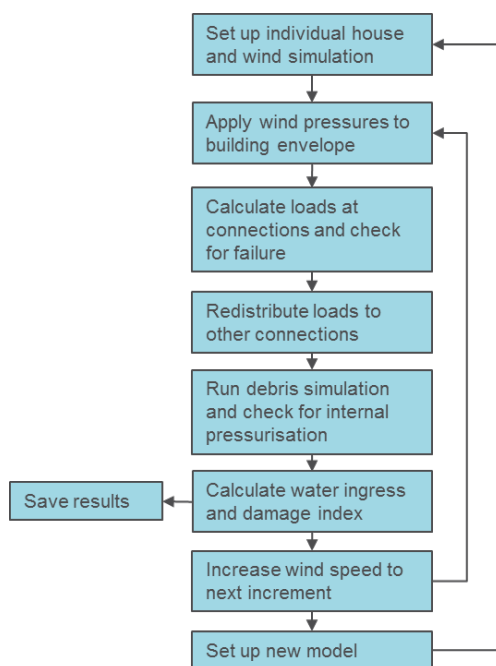 Set up individual house
and wind simulation
Apply wind pressures to
building envelope
Calculate loads at
connections and check
for failure
Redistribute loads to
other connections
Run debris simulation
and check for internal
pressurisation
Save results
Calculate water ingress
and damage index
Increase wind speed to
next increment
Set up new model